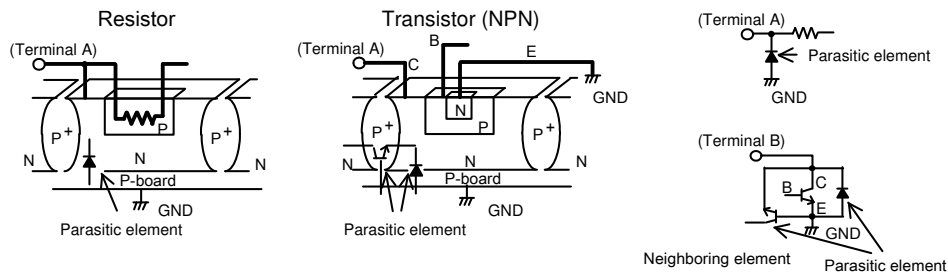 Resistor
(Terminal A)
P+
P
P+
N
N
N
P-board
GND
Parasitic element
Transistor (NPN)
(Terminal A)
B
E
C
GND
N
P+
P
P+
N
N
N
P-board
GND
Parasitic element
(Terminal A)
Parasitic element
GND
(Terminal B)
C
B
E
GND
Neighboring element
Parasitic element